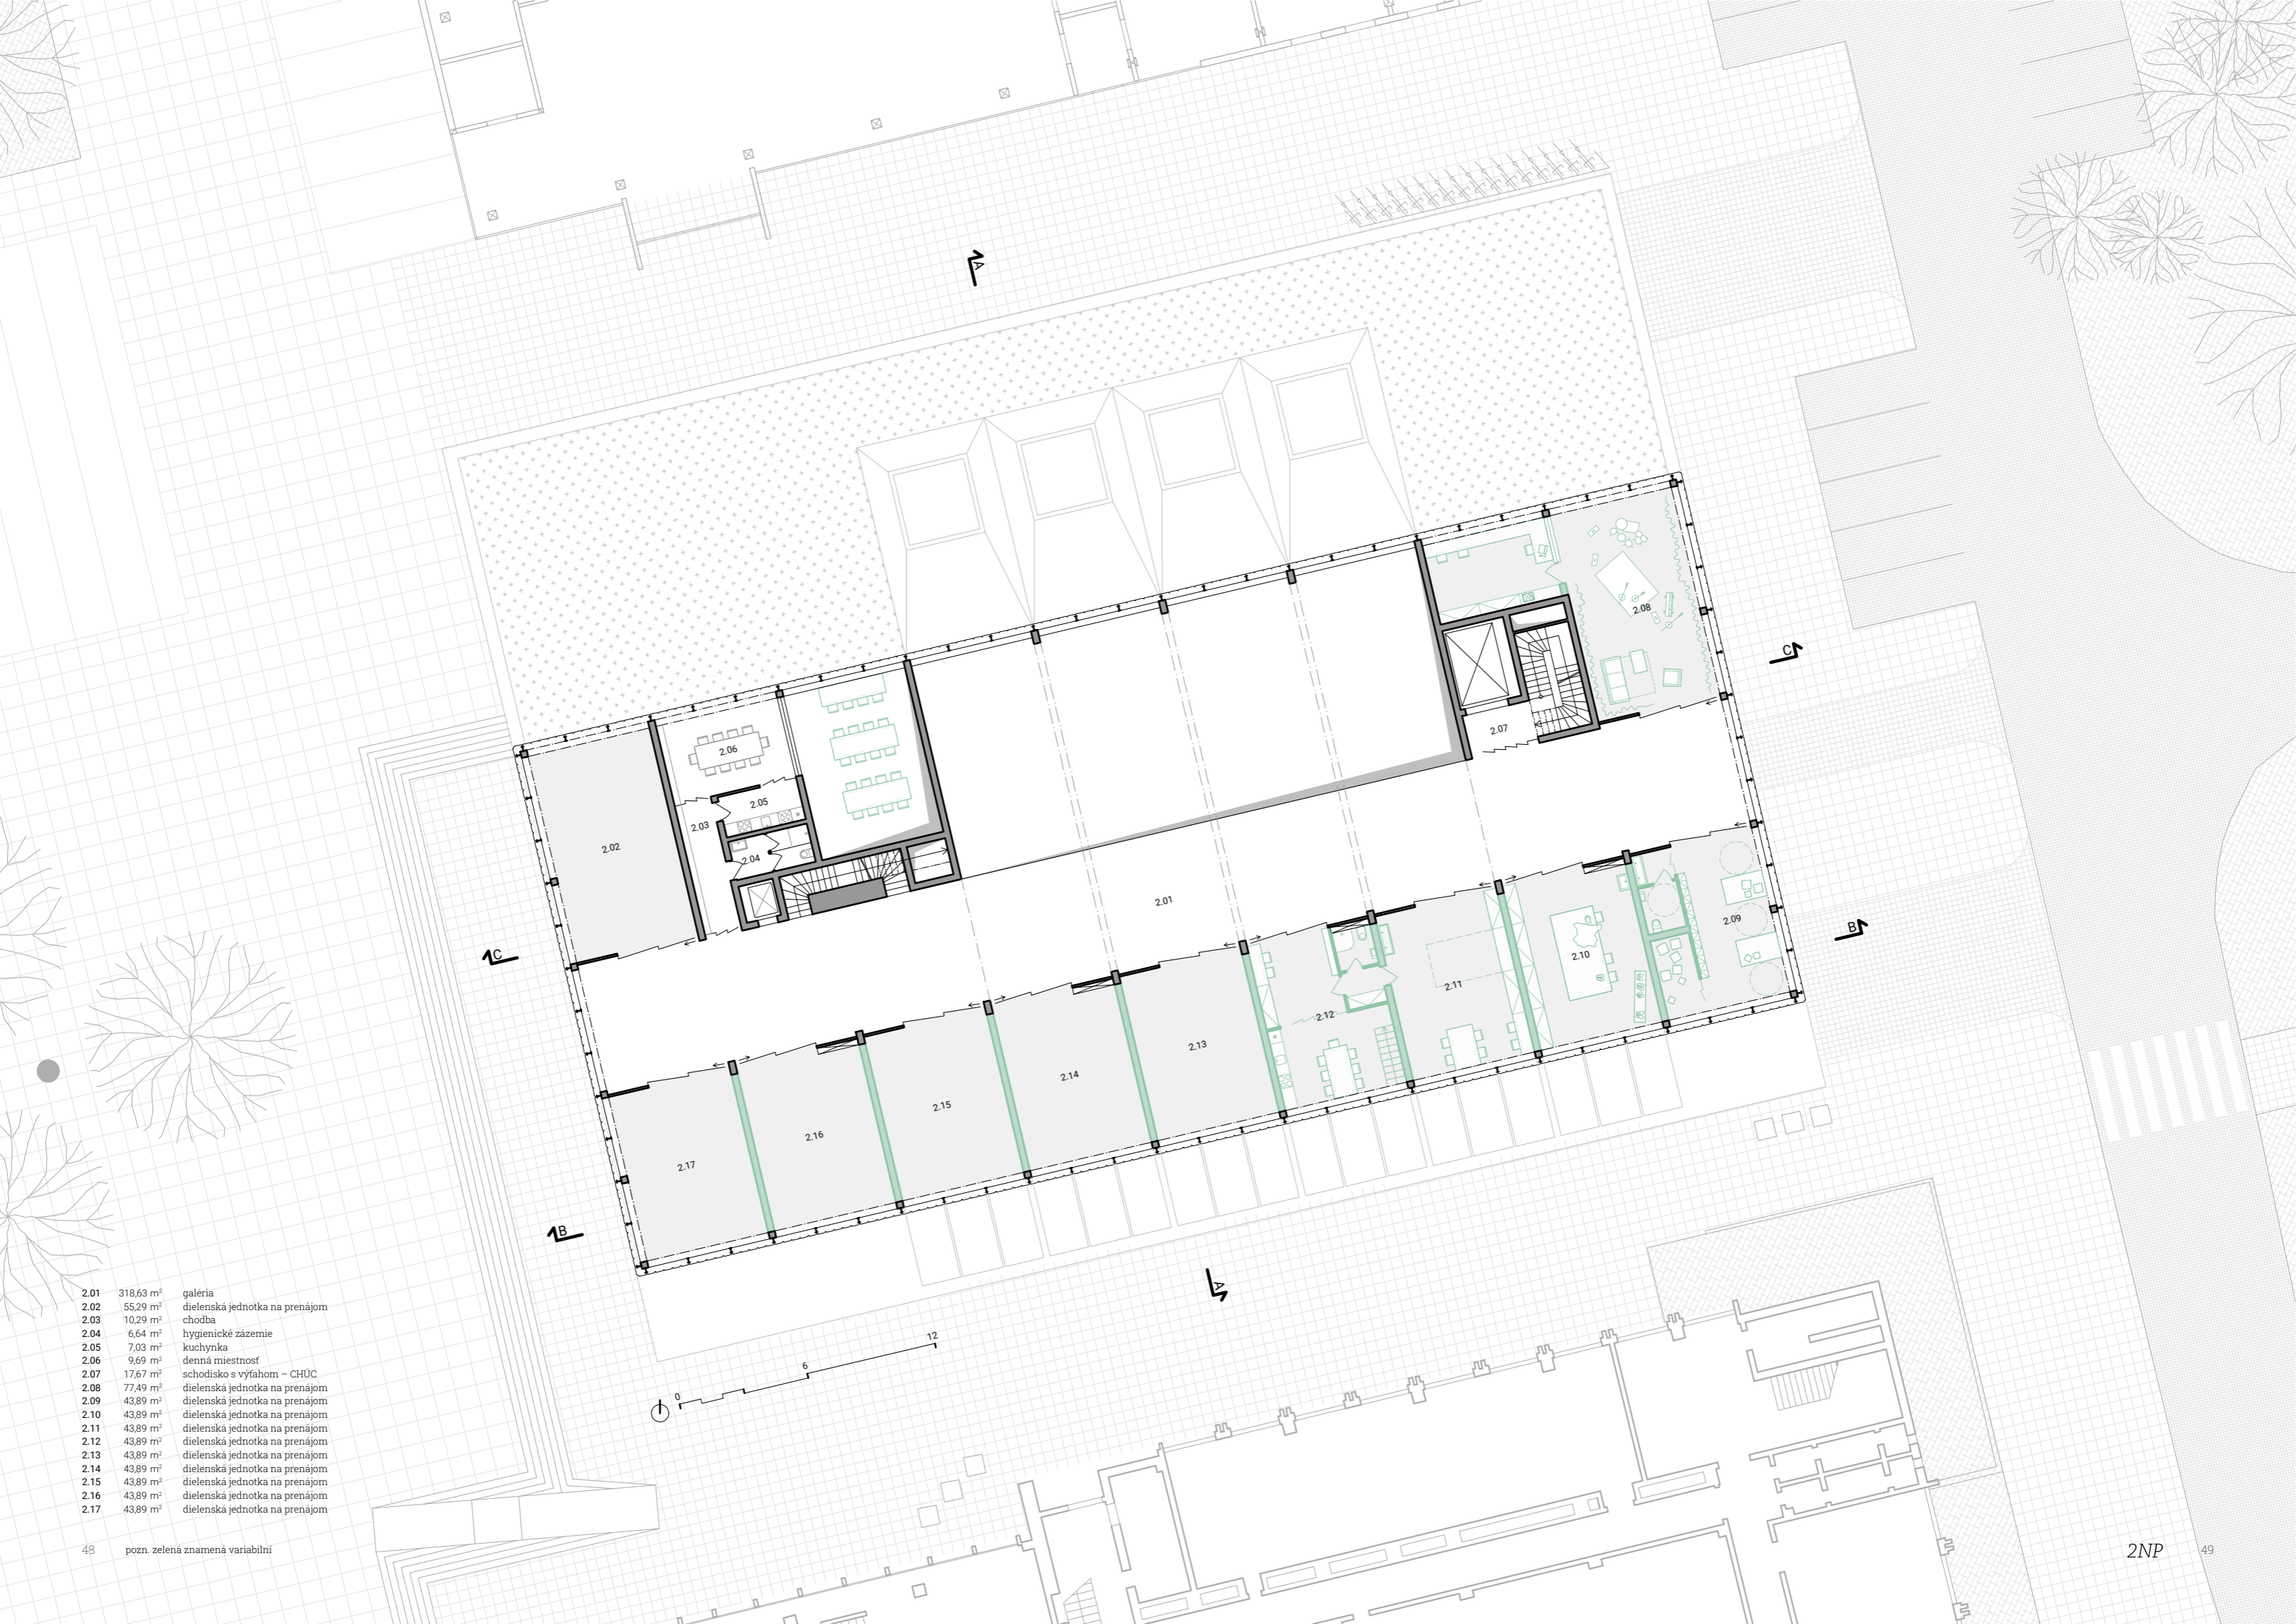 A
C
2.08
2.07
2.06
2.05
2.03
2.04
2.02
2.01
2.09
B
2.10
C
2.11
2.12
2.13
2.14
2.15
2.16
2.17
B
A
0
6
12
2.01 318,63 m² galéria
2.02 55,29 m² dielenská jednotka na prenájom
2.03 10,29 m² chodba
2.04 6,64 m² hygienické zázemie
2.05 7,03 m² kuchynka
2.06 9,69 m² denná miestnosť
2.07 17,67 m² schodisko s výťahom – CHÚC
2.08 77,49 m² dielenská jednotka na prenájom
2.09 43,89 m² dielenská jednotka na prenájom
2.10 43,89 m² dielenská jednotka na prenájom
2.11 43,89 m² dielenská jednotka na prenájom
2.12 43,89 m² dielenská jednotka na prenájom
2.13 43,89 m² dielenská jednotka na prenájom
2.14 43,89 m² dielenská jednotka na prenájom
2.15 43,89 m² dielenská jednotka na prenájom
2.16 43,89 m² dielenská jednotka na prenájom
2.17 43,89 m² dielenská jednotka na prenájom
48 pozn. zelená znamená variabilní
2NP 49